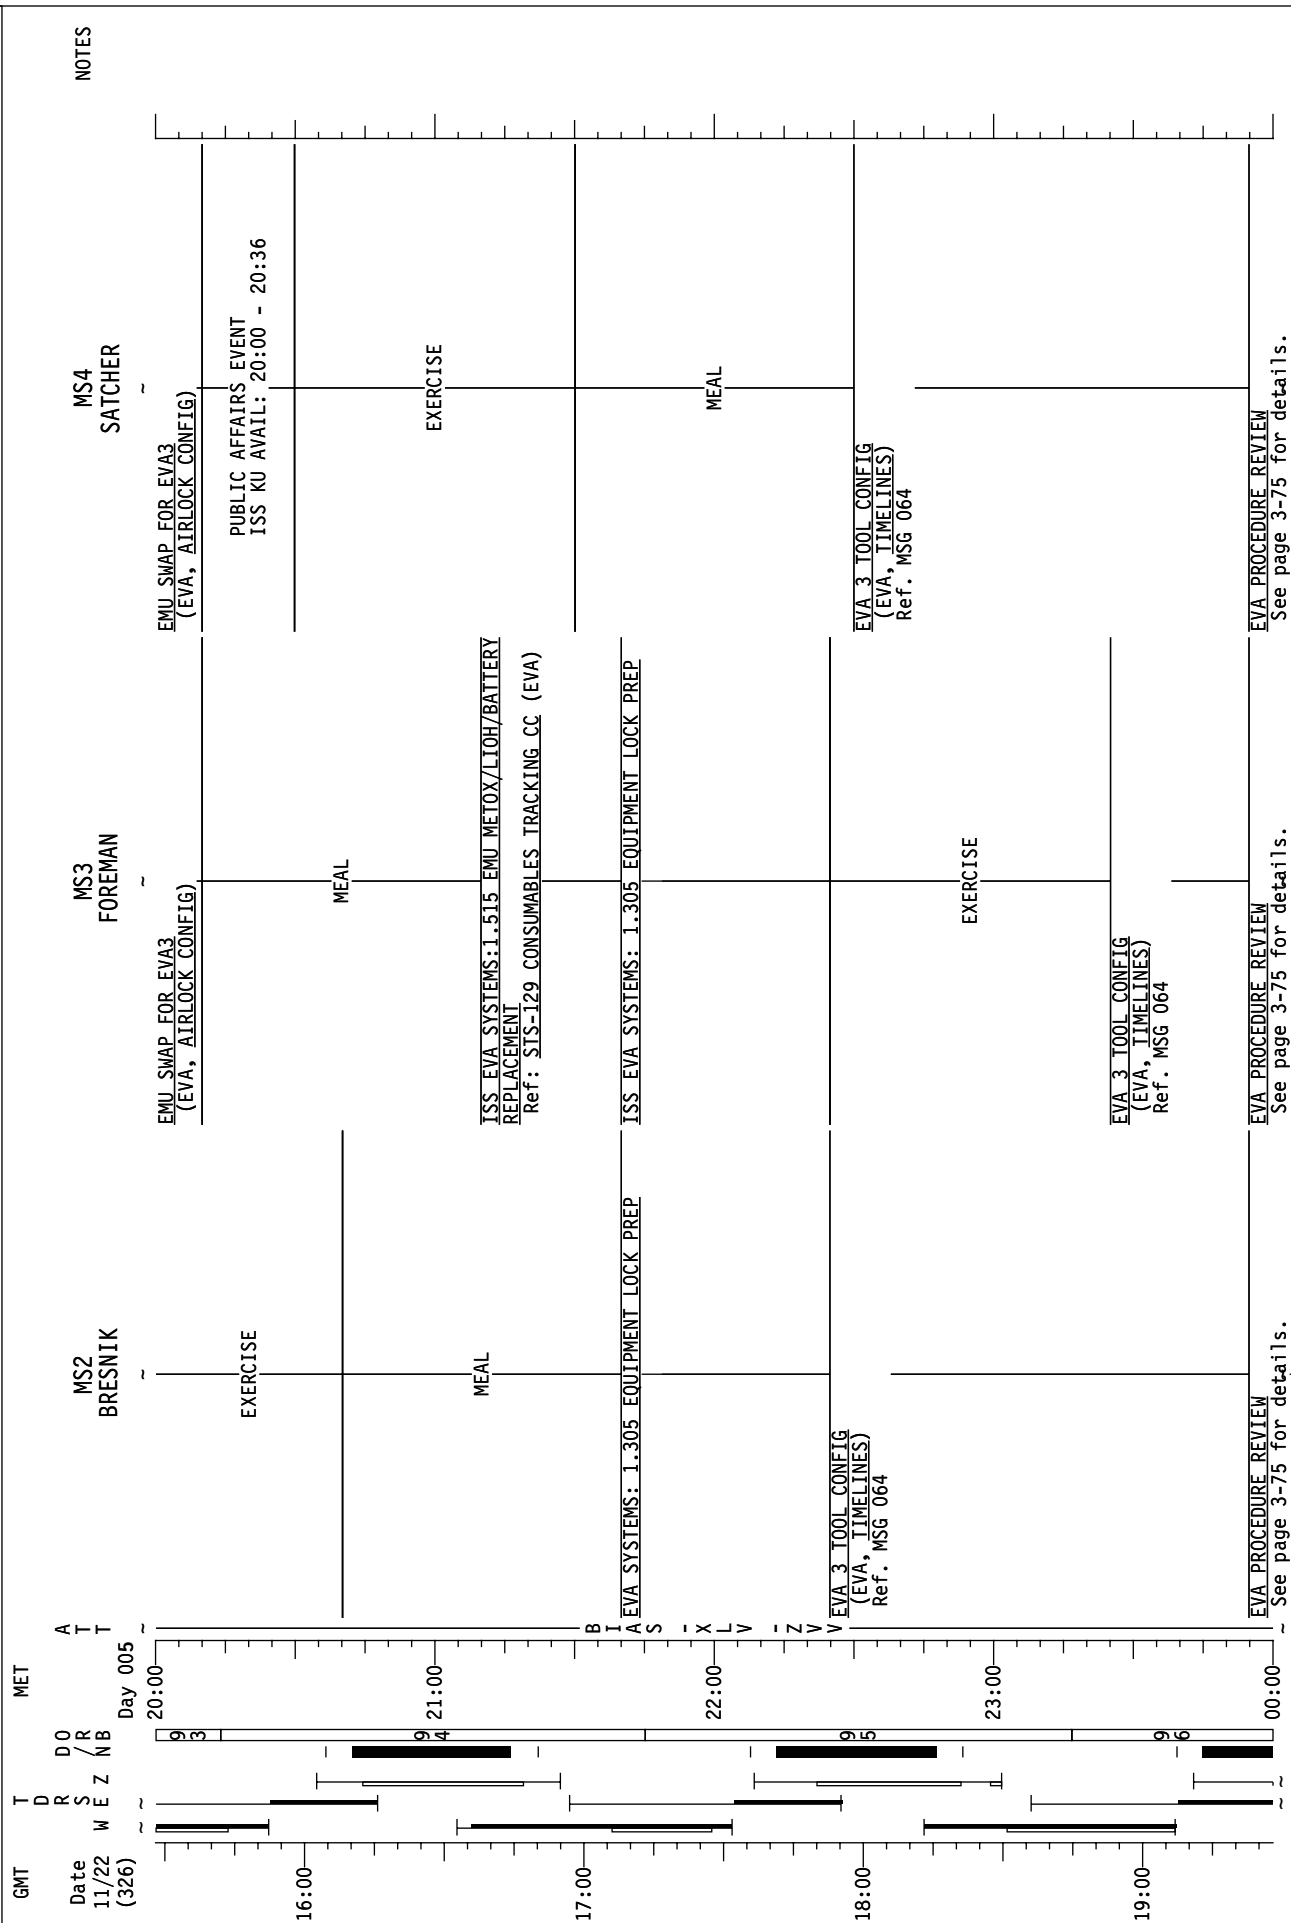 GMT
Date
11/22
(326)
16:00
17:00
18:00
19:00
T
D
R
S
W E Z
D O
/ R
N B
93
94
95
96
MET
Day 005
20:00
21:00
22:00
23:00
00:00
A
T
T
~
B
I
A
S
-
X
L
V
-
Z
V
V
~
MS2
BRESNIK
~
EXERCISE
MEAL
EVA SYSTEMS: 1.305 EQUIPMENT LOCK PREP
EVA 3 TOOL CONFIG
(EVA, TIMELINES)
Ref. MSG 064
EVA PROCEDURE REVIEW
See page 3-75 for details.
MS3
FOREMAN
~
EMU SWAP FOR EVA3
(EVA, AIRLOCK CONFIG)
MEAL
ISS EVA SYSTEMS:1.515 EMU METOX/LIOH/BATTERY
REPLACEMENT
Ref: STS-129 CONSUMABLES TRACKING CC (EVA)
ISS EVA SYSTEMS: 1.305 EQUIPMENT LOCK PREP
EXERCISE
EVA 3 TOOL CONFIG
(EVA, TIMELINES)
Ref. MSG 064
EVA PROCEDURE REVIEW
See page 3-75 for details.
MS4
SATCHER
~
EMU SWAP FOR EVA3
(EVA, AIRLOCK CONFIG)
PUBLIC AFFAIRS EVENT
ISS KU AVAIL: 20:00 - 20:36
EXERCISE
MEAL
EVA 3 TOOL CONFIG
(EVA, TIMELINES)
Ref. MSG 064
EVA PROCEDURE REVIEW
See page 3-75 for details.
NOTES